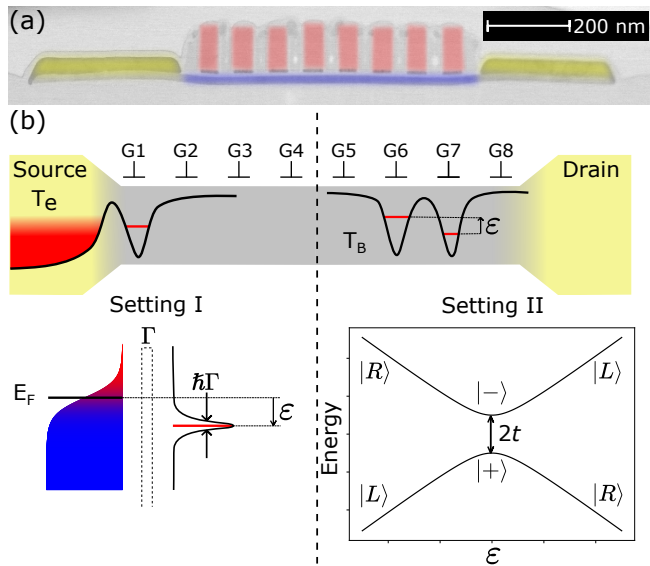 (a)
200 nm
(b)
G1 G2 G3 G4 G5 G6 G7 G8
Source
T_e
Drain
T_B
ε
Setting I
Setting II
Γ
E_F
ħΓ
ε
Energy
|R⟩
|−⟩
|L⟩
2t
|+⟩
|L⟩
|R⟩
ε